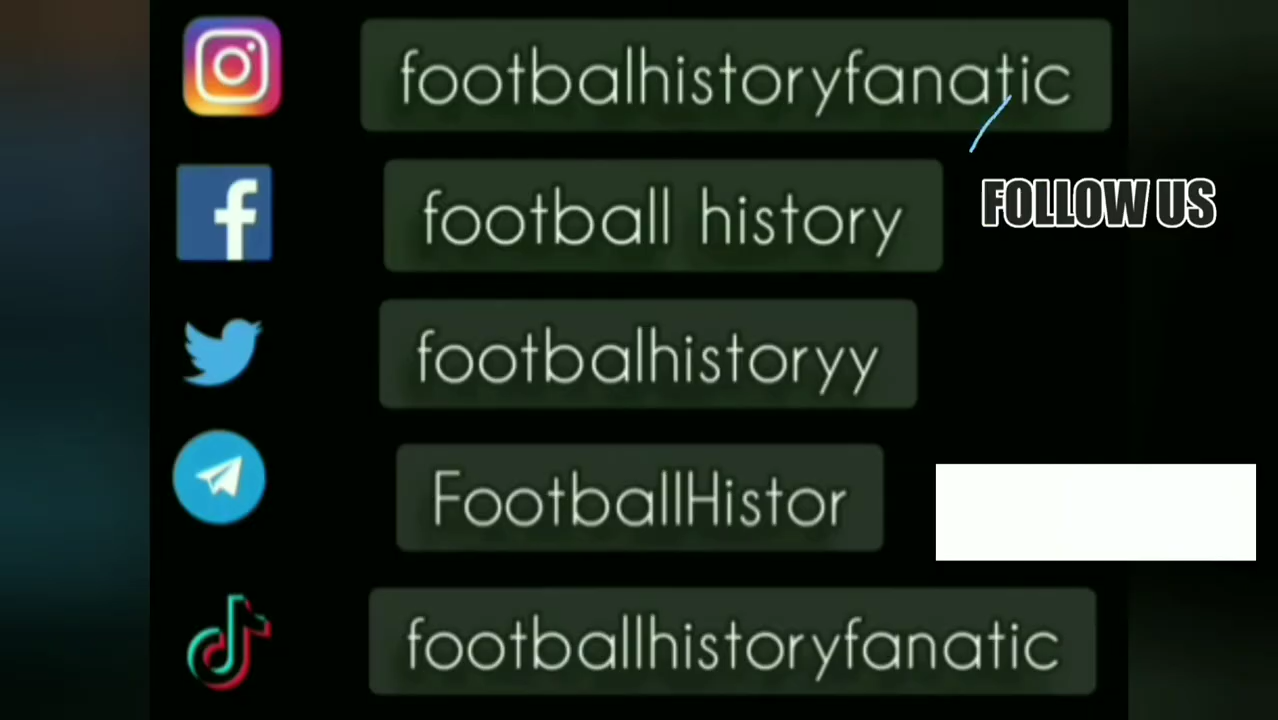 footbalhistoryfanatic
football history
FOLLOW US
footbalhistoryy
FootballHistor
footballhistoryfanatic